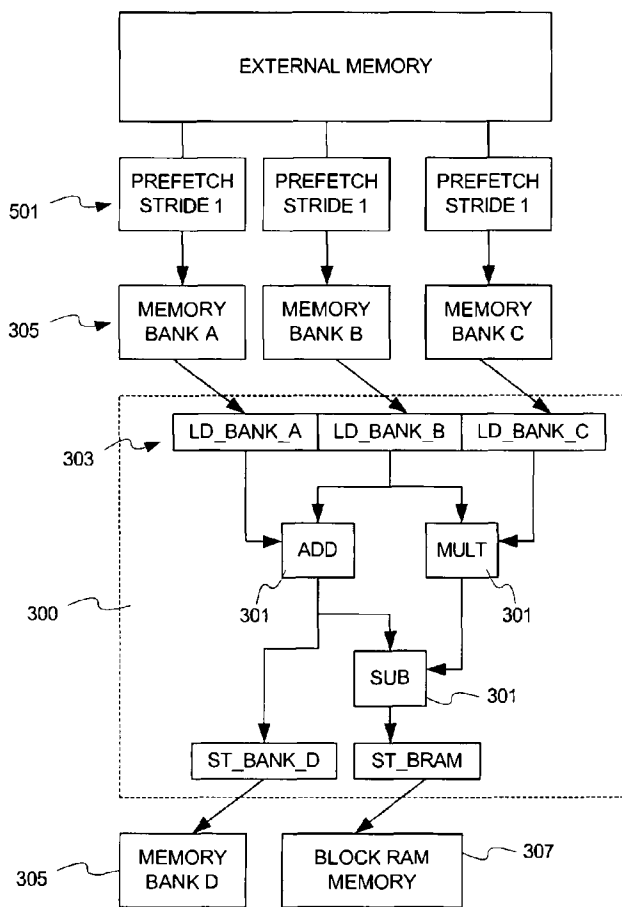 EXTERNAL MEMORY
PREFETCH
STRIDE 1
PREFETCH
STRIDE 1
PREFETCH
STRIDE 1
501
MEMORY
BANK A
MEMORY
BANK B
MEMORY
BANK C
305
LD_BANK_A
LD_BANK_B
LD_BANK_C
303
ADD
MULT
301
301
300
SUB
301
ST_BANK_D
ST_BRAM
MEMORY
BANK D
BLOCK RAM
MEMORY
307
305